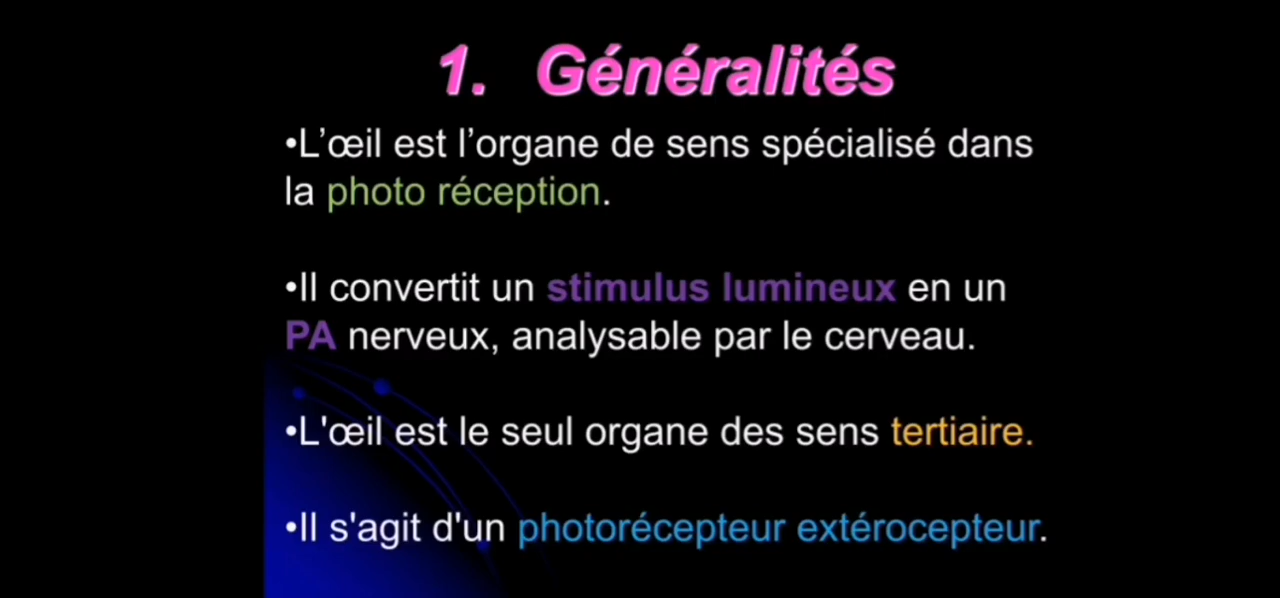 1. Généralités
•L’œil est l’organe de sens spécialisé dans
la photo réception.
•Il convertit un stimulus lumineux en un
PA nerveux, analysable par le cerveau.
•L'œil est le seul organe des sens tertiaire.
•Il s'agit d'un photorécepteur extérocepteur.